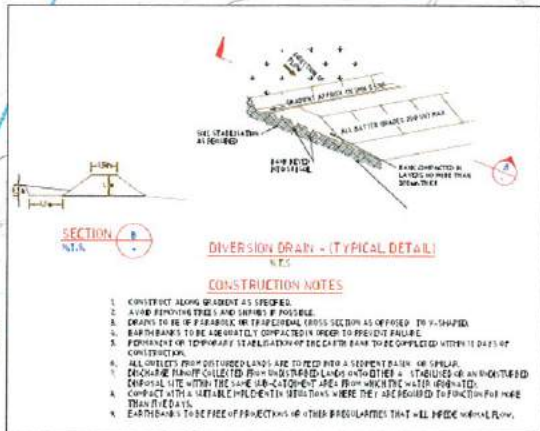 DIRECTION OF
FLOW
GRADIENT APPROX
ALL BATTER GRADES 2(H):1(V) MAX.
SOIL STABILISATION
AS REQUIRED
BANK KEYED
INTO SUBSOIL
BANK COMPACTED IN
LAYERS NO MORE THAN
200mm THICK
B
SECTION B
N.T.S. -
DIVERSION DRAIN - (TYPICAL DETAIL)
N.T.S
CONSTRUCTION NOTES
1. CONSTRUCT ALONG GRADIENT AS SPECIFIED.
2. AVOID REMOVING TREES AND SHRUBS IF POSSIBLE.
3. DRAINS TO BE OF PARABOLIC OR TRAPEZOIDAL CROSS SECTION AS OPPOSED TO V-SHAPED.
4. EARTH BANKS TO BE ADEQUATELY COMPACTED IN ORDER TO PREVENT FAILURE.
5. PERMANENT OR TEMPORARY STABILISATION OF THE EARTH BANK TO BE COMPLETED WITHIN DAYS OF
CONSTRUCTION.
6. ALL OUTLETS FROM DISTURBED LANDS ARE TO FEED INTO A SEDIMENT BASIN OR SIMILAR.
7. DISCHARGE RUNOFF COLLECTED FROM UNDISTURBED LANDS ONTO EITHER A STABILISED OR AN UNDISTURBED
DISPOSAL SITE WITHIN THE SAME SUB-CATCHMENT AREA FROM WHICH THE WATER ORIGINATED.
8. COMPACT WITH A SUITABLE IMPLEMENT IN SITUATIONS WHERE THEY ARE REQUIRED TO FUNCTION FOR MORE
THAN FIVE DAYS.
9. EARTH BANKS TO BE FREE OF PROJECTIONS OR OTHER IRREGULARITIES THAT WILL IMPEDE NORMAL FLOW.